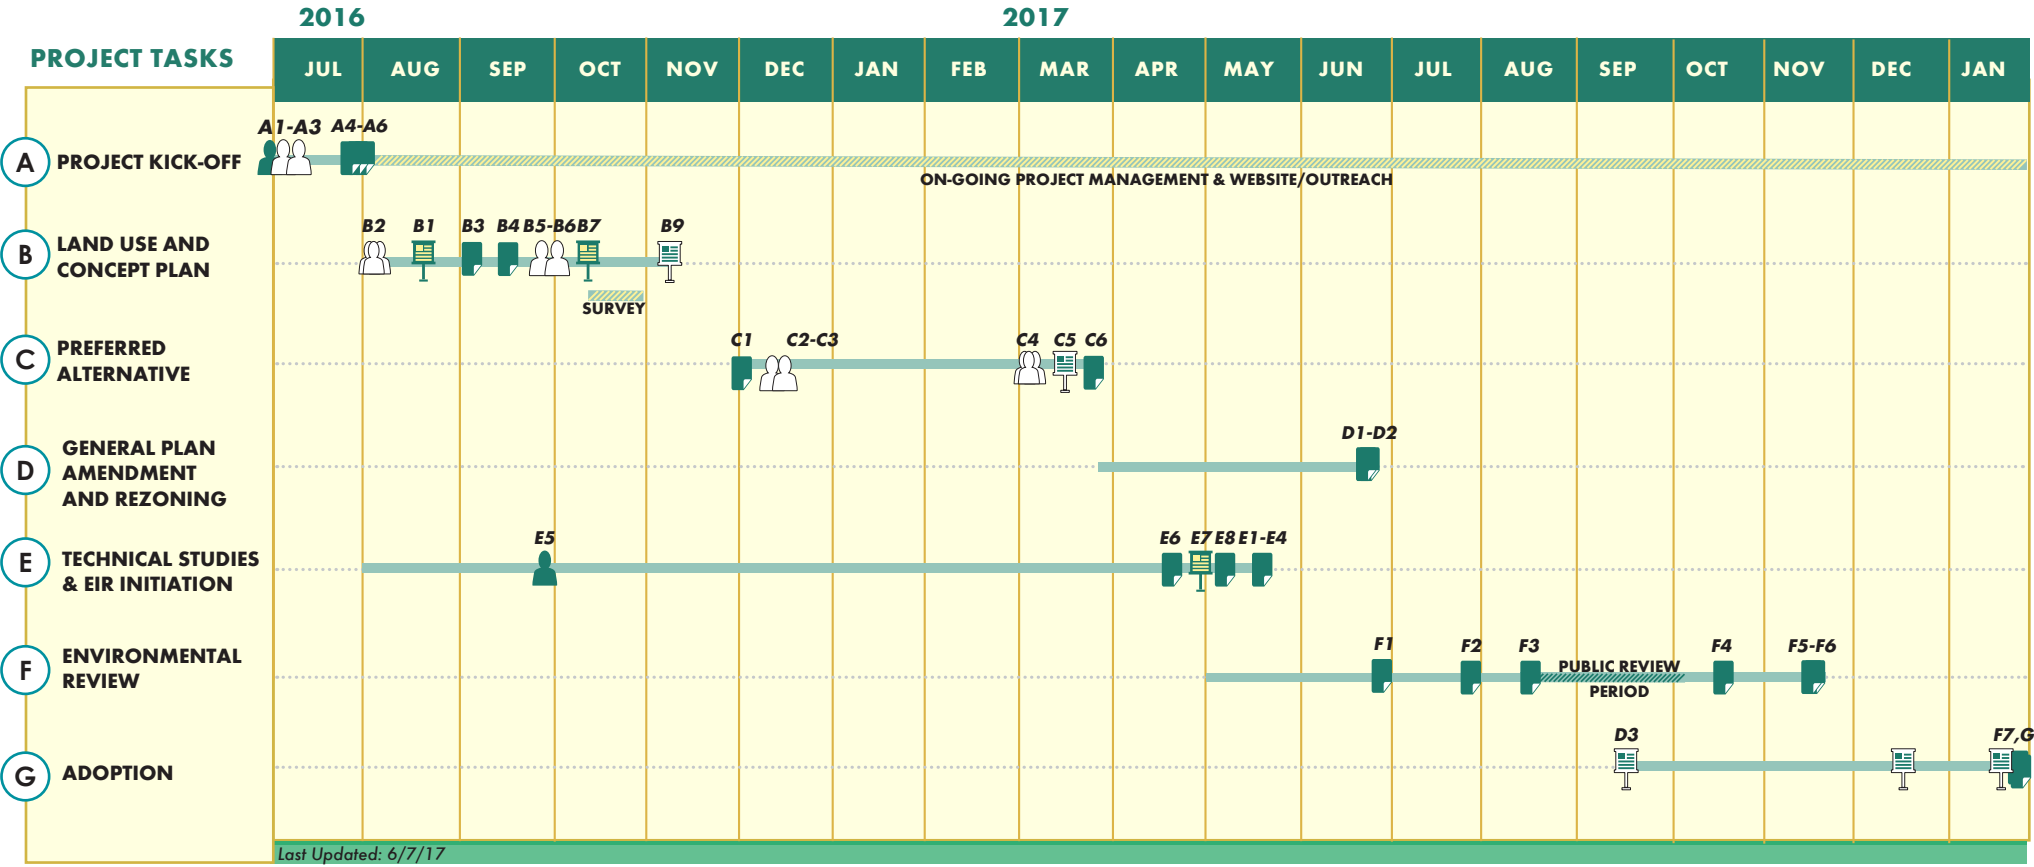 2016 2017
PROJECT TASKS JUL AUG SEP OCT NOV DEC JAN FEB MAR APR MAY JUN JUL AUG SEP OCT NOV DEC JAN
A1-A3 A4-A6
A PROJECT KICK-OFF
ON-GOING PROJECT MANAGEMENT & WEBSITE/OUTREACH
B2 B1 B3 B4 B5-B6 B7 B9
B LAND USE AND
CONCEPT PLAN
SURVEY
C1 C2-C3 C4 C5 C6
C PREFERRED
ALTERNATIVE
D1-D2
D GENERAL PLAN
AMENDMENT
AND REZONING
E5 E6 E7 E8 E1-E4
E TECHNICAL STUDIES
& EIR INITIATION
F1 F2 F3 F4 F5-F6
F ENVIRONMENTAL
REVIEW
PUBLIC REVIEW
PERIOD
D3 F7,G
G ADOPTION
Last Updated: 6/7/17